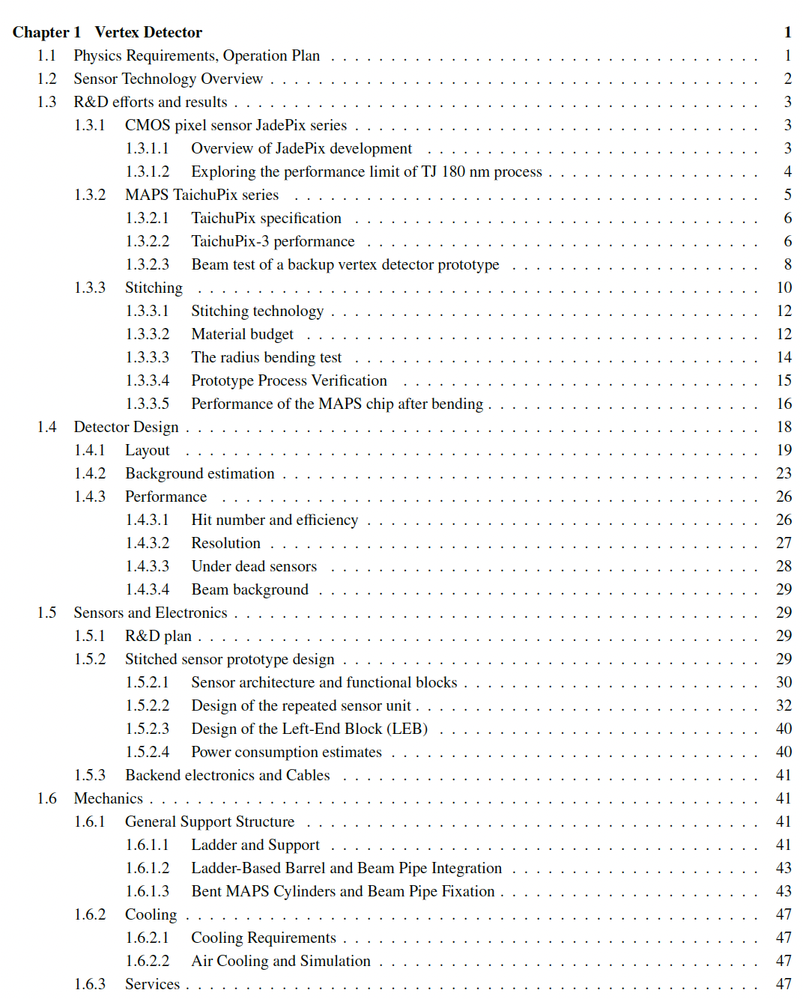 Chapter 1 Vertex Detector 1
1.1 Physics Requirements, Operation Plan . . . . . . . . . . 1
1.2 Sensor Technology Overview . . . . . . . . . . 2
1.3 R&D efforts and results . . . . . . . . . . 3
1.3.1 CMOS pixel sensor JadePix series . . . . . . . . . . 3
1.3.1.1 Overview of JadePix development . . . . . . . . . . 3
1.3.1.2 Exploring the performance limit of TJ 180 nm process . . . . . . . . . . 4
1.3.2 MAPS TaichuPix series . . . . . . . . . . 5
1.3.2.1 TaichuPix specification . . . . . . . . . . 6
1.3.2.2 TaichuPix-3 performance . . . . . . . . . . 6
1.3.2.3 Beam test of a backup vertex detector prototype . . . . . . . . . . 8
1.3.3 Stitching . . . . . . . . . . 10
1.3.3.1 Stitching technology . . . . . . . . . . 12
1.3.3.2 Material budget . . . . . . . . . . 12
1.3.3.3 The radius bending test . . . . . . . . . . 14
1.3.3.4 Prototype Process Verification . . . . . . . . . . 15
1.3.3.5 Performance of the MAPS chip after bending . . . . . . . . . . 16
1.4 Detector Design . . . . . . . . . . 18
1.4.1 Layout . . . . . . . . . . 19
1.4.2 Background estimation . . . . . . . . . . 23
1.4.3 Performance . . . . . . . . . . 26
1.4.3.1 Hit number and efficiency . . . . . . . . . . 26
1.4.3.2 Resolution . . . . . . . . . . 27
1.4.3.3 Under dead sensors . . . . . . . . . . 28
1.4.3.4 Beam background . . . . . . . . . . 29
1.5 Sensors and Electronics . . . . . . . . . . 29
1.5.1 R&D plan . . . . . . . . . . 29
1.5.2 Stitched sensor prototype design . . . . . . . . . . 29
1.5.2.1 Sensor architecture and functional blocks . . . . . . . . . . 30
1.5.2.2 Design of the repeated sensor unit . . . . . . . . . . 32
1.5.2.3 Design of the Left-End Block (LEB) . . . . . . . . . . 40
1.5.2.4 Power consumption estimates . . . . . . . . . . 40
1.5.3 Backend electronics and Cables . . . . . . . . . . 41
1.6 Mechanics . . . . . . . . . . 41
1.6.1 General Support Structure . . . . . . . . . . 41
1.6.1.1 Ladder and Support . . . . . . . . . . 41
1.6.1.2 Ladder-Based Barrel and Beam Pipe Integration . . . . . . . . . . 43
1.6.1.3 Bent MAPS Cylinders and Beam Pipe Fixation . . . . . . . . . . 43
1.6.2 Cooling . . . . . . . . . . 47
1.6.2.1 Cooling Requirements . . . . . . . . . . 47
1.6.2.2 Air Cooling and Simulation . . . . . . . . . . 47
1.6.3 Services . . . . . . . . . . 47